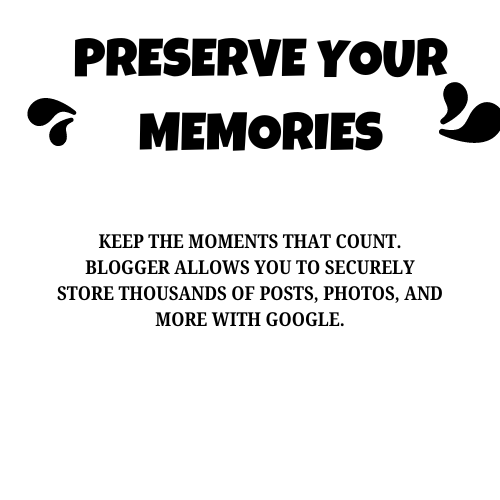 PRESERVE YOUR
MEMORIES
KEEP THE MOMENTS THAT COUNT.
BLOGGER ALLOWS YOU TO SECURELY
STORE THOUSANDS OF POSTS, PHOTOS, AND
MORE WITH GOOGLE.